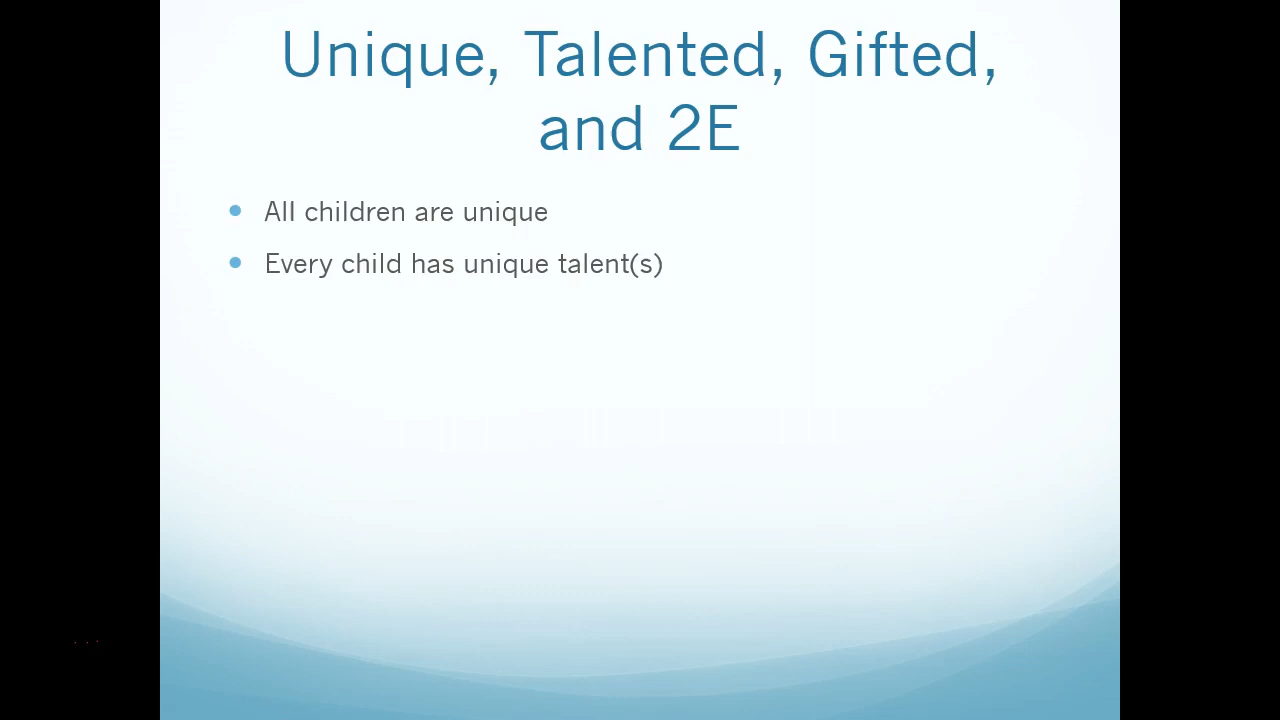 Unique, Talented, Gifted,
and 2E
All children are unique
Every child has unique talent(s)